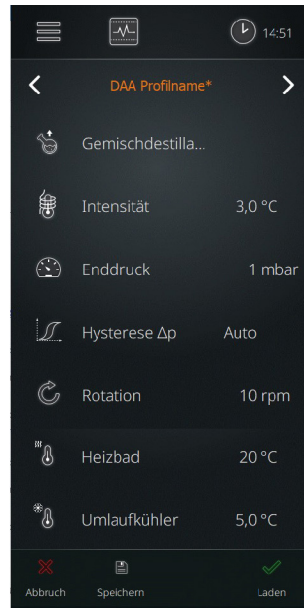 14:51
DAA Profilname*
Gemischdestilla...
Intensität 3,0 °C
Enddruck 1 mbar
Hysterese Δp Auto
Rotation 10 rpm
Heizbad 20 °C
Umlaufkühler 5,0 °C
Abbruch Speichern Laden